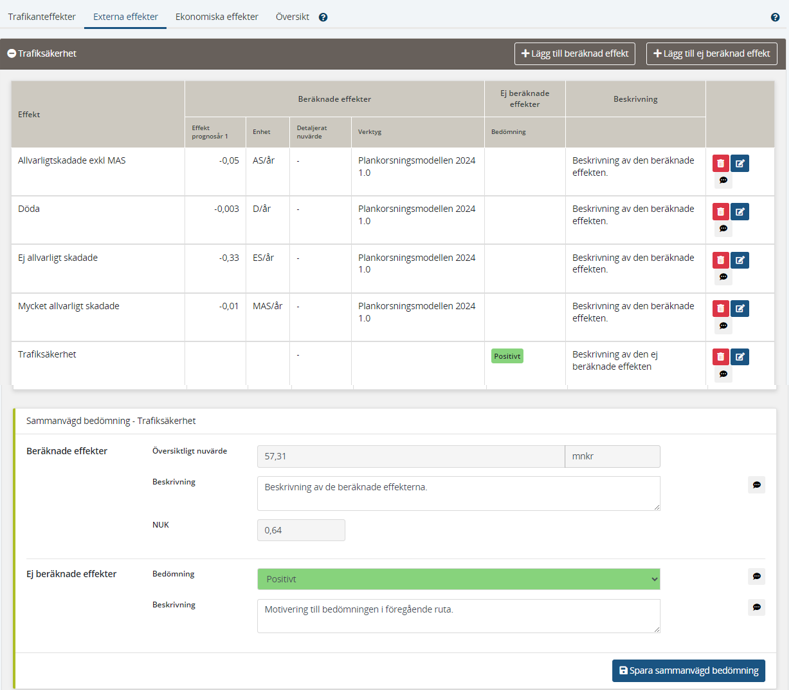 Trafikanteffekter Externa effekter Ekonomiska effekter Översikt
Trafiksäkerhet + Lägg till beräknad effekt + Lägg till ej beräknad effekt
Effekt Beräknade effekter Ej beräknade effekter Beskrivning
Effekt prognosår 1 Enhet Detaljerat nuvärde Verktyg Bedömning
Allvarligtskadade exkl MAS -0,05 AS/år - Plankorsningsmodellen 2024 Beskrivning av den beräknade
1.0 effekten.
Döda -0,003 D/år - Plankorsningsmodellen 2024 Beskrivning av den beräknade
1.0 effekten.
Ej allvarligt skadade -0,33 ES/år - Plankorsningsmodellen 2024 Beskrivning av den beräknade
1.0 effekten.
Mycket allvarligt skadade -0,01 MAS/år - Plankorsningsmodellen 2024 Beskrivning av den beräknade
1.0 effekten.
Trafiksäkerhet - Positivt Beskrivning av den ej
beräknade effekten
Sammanvägd bedömning - Trafiksäkerhet
Beräknade effekter Översiktligt nuvärde 57,31 mnkr
Beskrivning Beskrivning av de beräknade effekterna.
NUK 0,64
Ej beräknade effekter Bedömning Positivt
Beskrivning Motivering till bedömningen i föregående ruta.
Spara sammanvägd bedömning